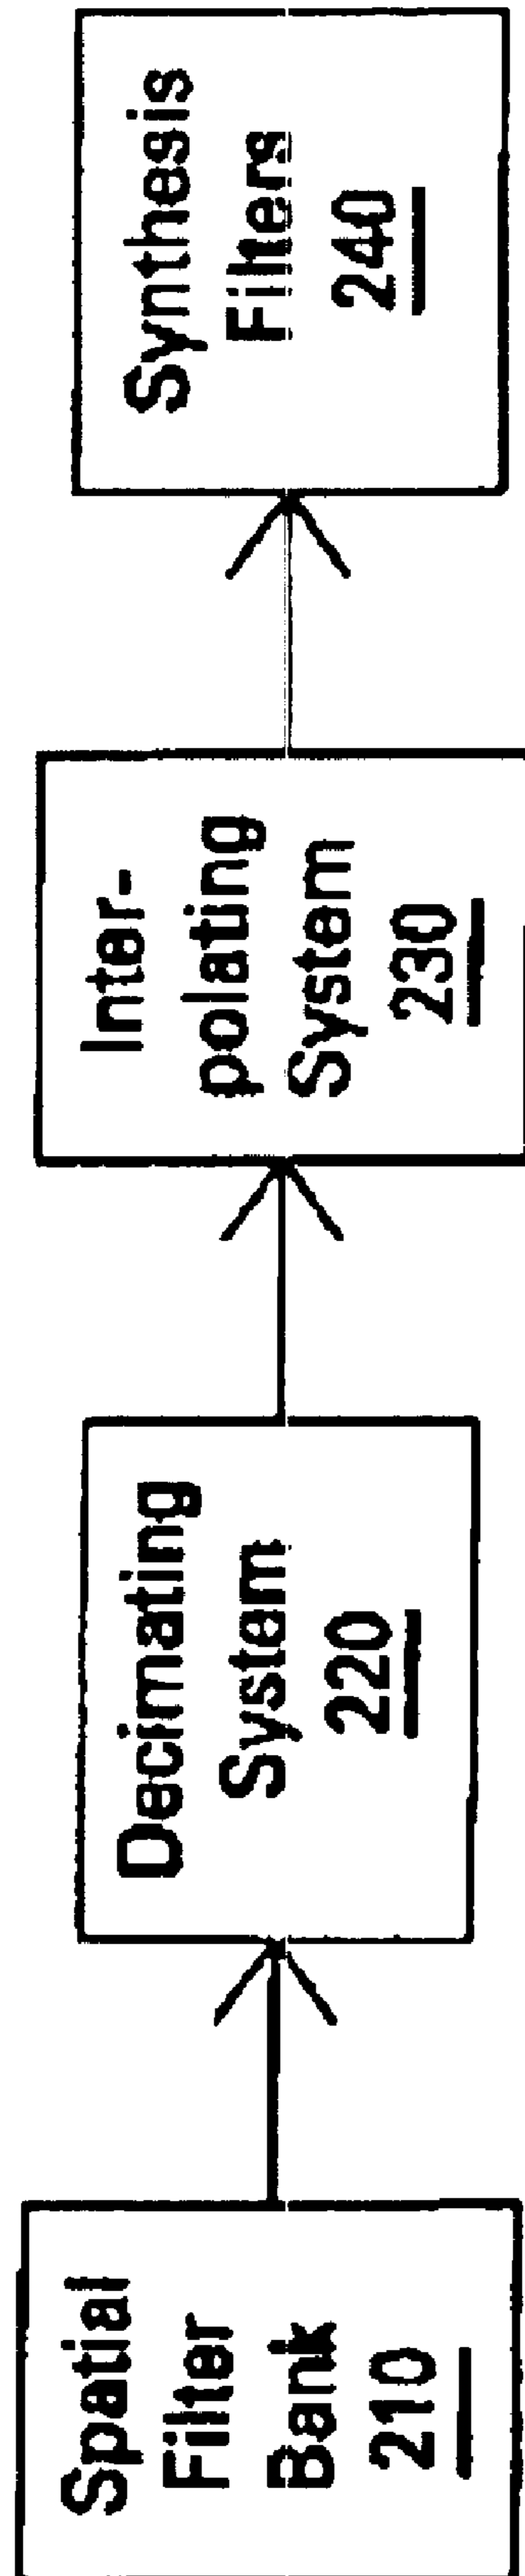 Spatial
Filter
Bank
210
Decimating
System
220
Inter-
polating
System
230
Synthesis
Filters
240